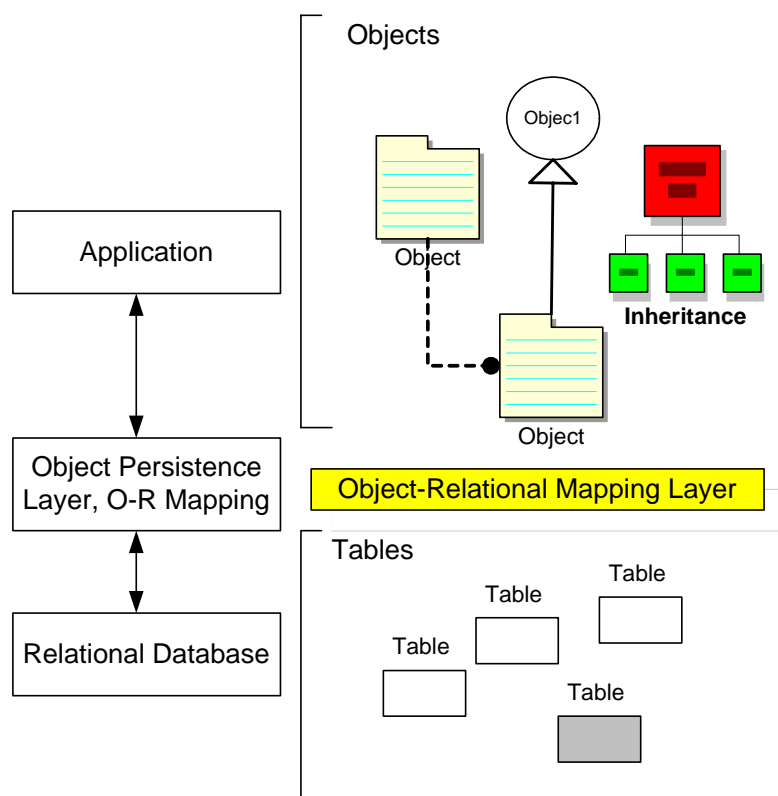 Objects
Objec1
Object
Inheritance
Object
Application
Object Persistence
Layer, O-R Mapping
Relational Database
Object-Relational Mapping Layer
Tables
Table
Table
Table
Table